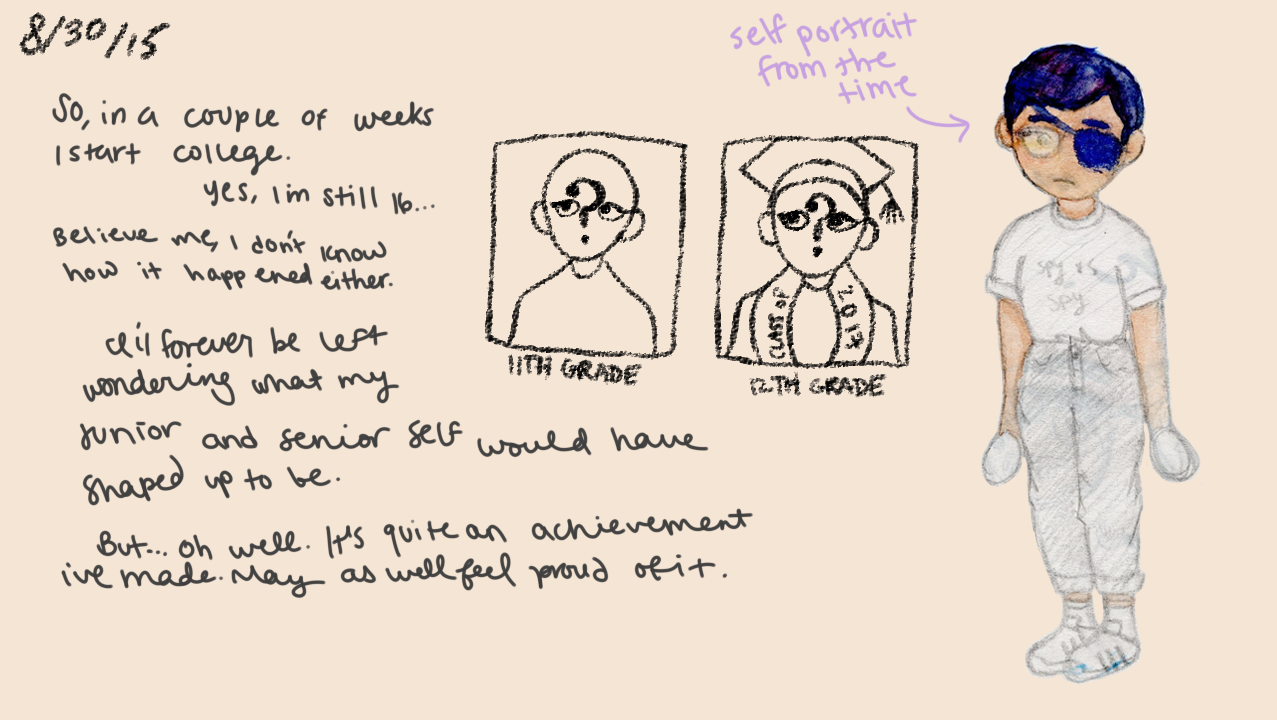 8/30/15
So, in a couple of weeks
I start college.
yes, I'm still 16...
Believe me, I don't know
how it happened either.
I'll forever be left
wondering what my
junior and senior self would have
shaped up to be.
But... oh well. It's quite an achievement
ive made. May as well feel proud of it.
11TH GRADE
CLASS OF
2017
12TH GRADE
self portrait
from the
time
spy vs
spy